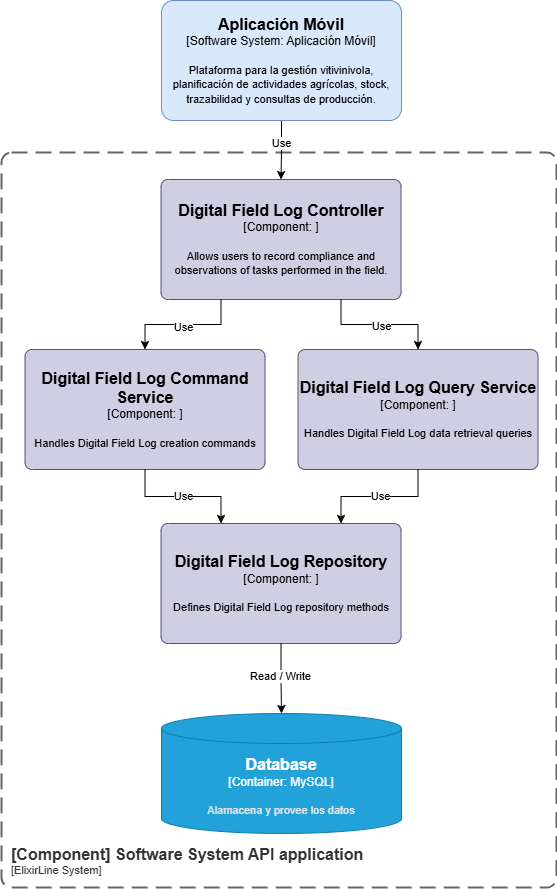 Aplicación Móvil
[Software System: Aplicación Móvil]
Plataforma para la gestión vitivinivola,
planificación de actividades agrícolas, stock,
trazabilidad y consultas de producción.
Use
Digital Field Log Controller
[Component: ]
Allows users to record compliance and
observations of tasks performed in the field.
Use
Use
Digital Field Log Command
Service
[Component: ]
Handles Digital Field Log creation commands
Digital Field Log Query Service
[Component: ]
Handles Digital Field Log data retrieval queries
Use
Use
Digital Field Log Repository
[Component: ]
Defines Digital Field Log repository methods
Read / Write
Database
[Container: MySQL]
Alamacena y provee los datos
[Component] Software System API application
[ElixirLine System]